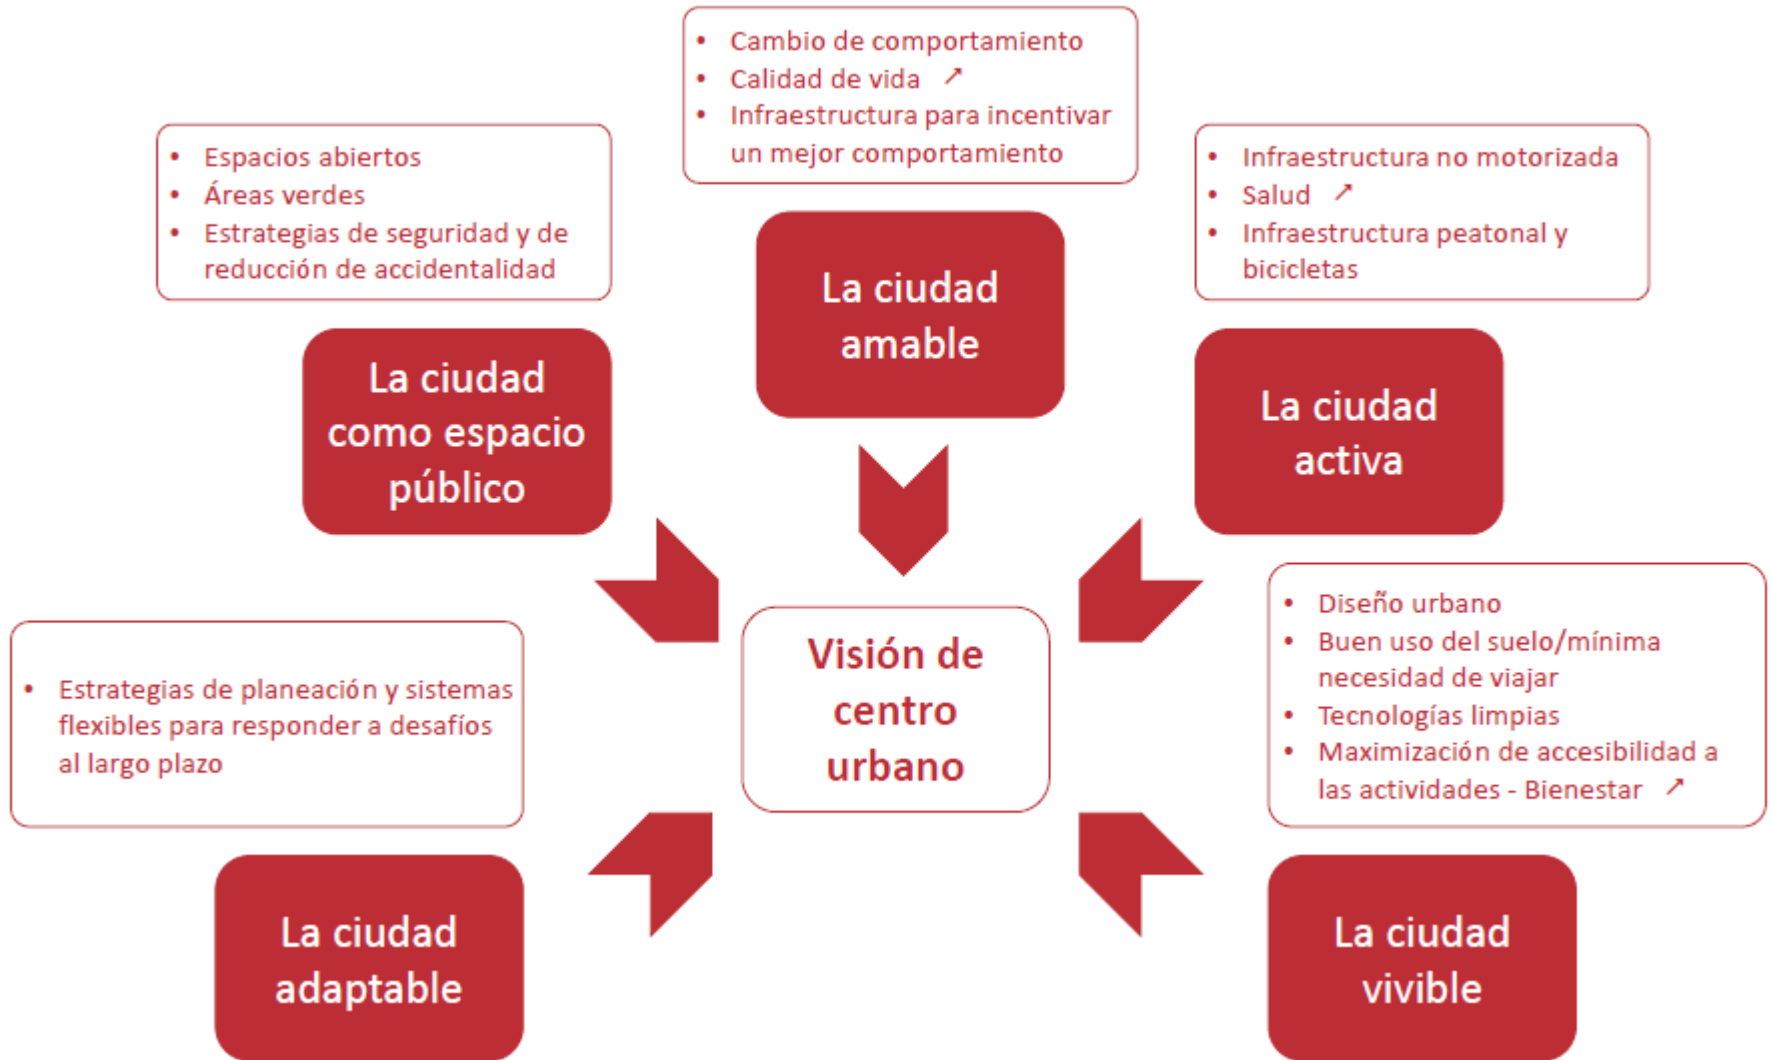 • Cambio de comportamiento
• Calidad de vida ↗
• Infraestructura para incentivar
un mejor comportamiento
La ciudad
amable
• Espacios abiertos
• Áreas verdes
• Estrategias de seguridad y de
reducción de accidentalidad
La ciudad
como espacio
público
• Infraestructura no motorizada
• Salud ↗
• Infraestructura peatonal y
bicicletas
La ciudad
activa
• Estrategias de planeación y sistemas
flexibles para responder a desafíos
al largo plazo
La ciudad
adaptable
Visión de
centro
urbano
• Diseño urbano
• Buen uso del suelo/mínima
necesidad de viajar
• Tecnologías limpias
• Maximización de accesibilidad a
las actividades - Bienestar ↗
La ciudad
vivible